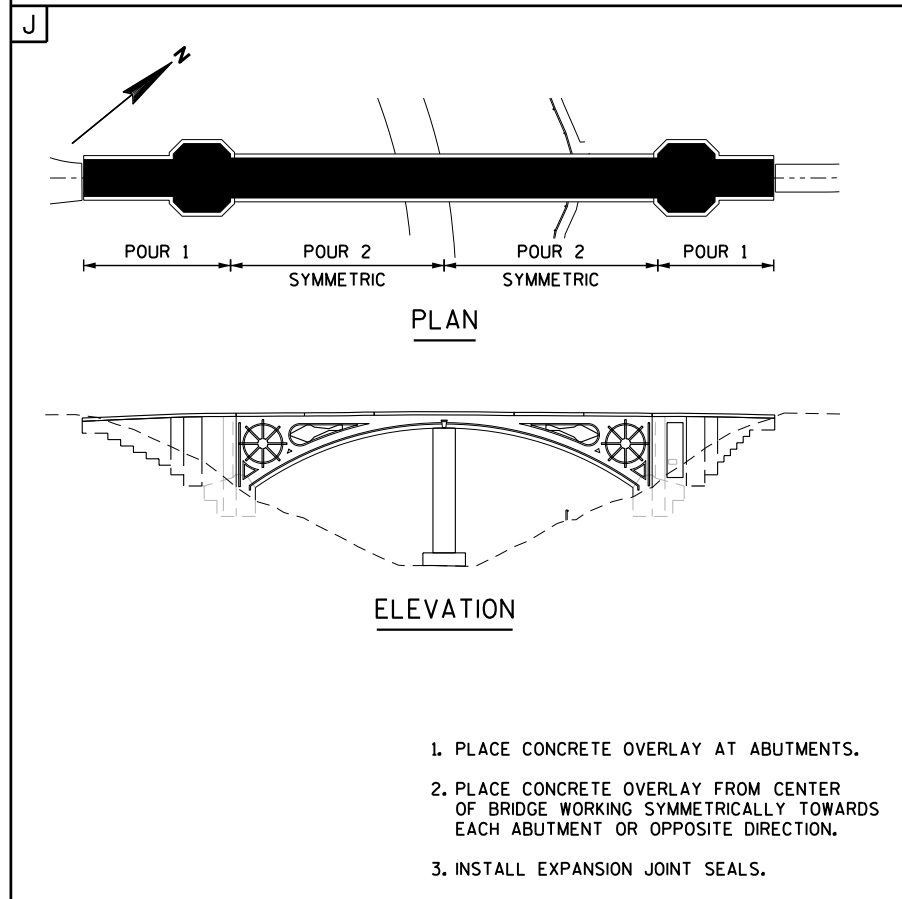 J
N
POUR 1 POUR 2 POUR 2 POUR 1
SYMMETRIC SYMMETRIC
PLAN
ELEVATION
1. PLACE CONCRETE OVERLAY AT ABUTMENTS.
2. PLACE CONCRETE OVERLAY FROM CENTER
OF BRIDGE WORKING SYMMETRICALLY TOWARDS
EACH ABUTMENT OR OPPOSITE DIRECTION.
3. INSTALL EXPANSION JOINT SEALS.